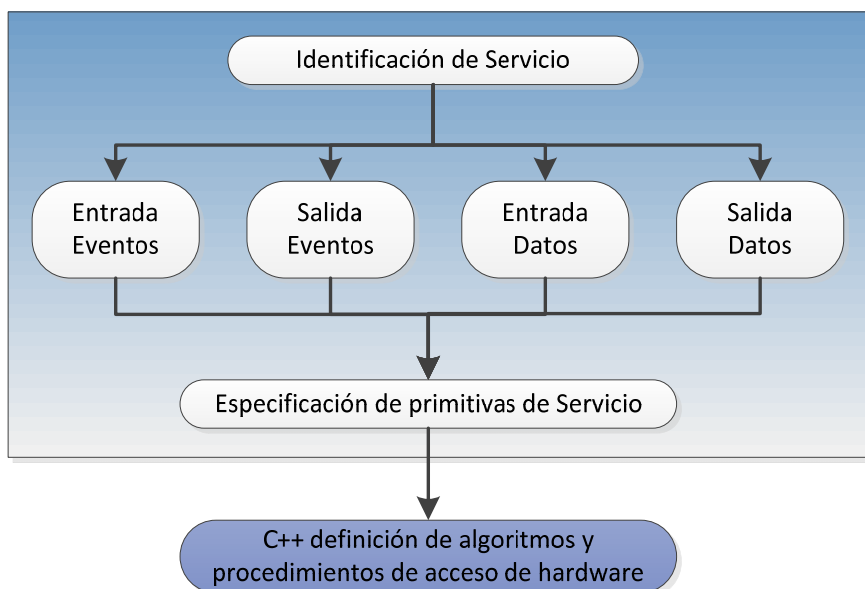 Identificación de Servicio
Entrada
Eventos
Salida
Eventos
Entrada
Datos
Salida
Datos
Especificación de primitivas de Servicio
C++ definición de algoritmos y
procedimientos de acceso de hardware